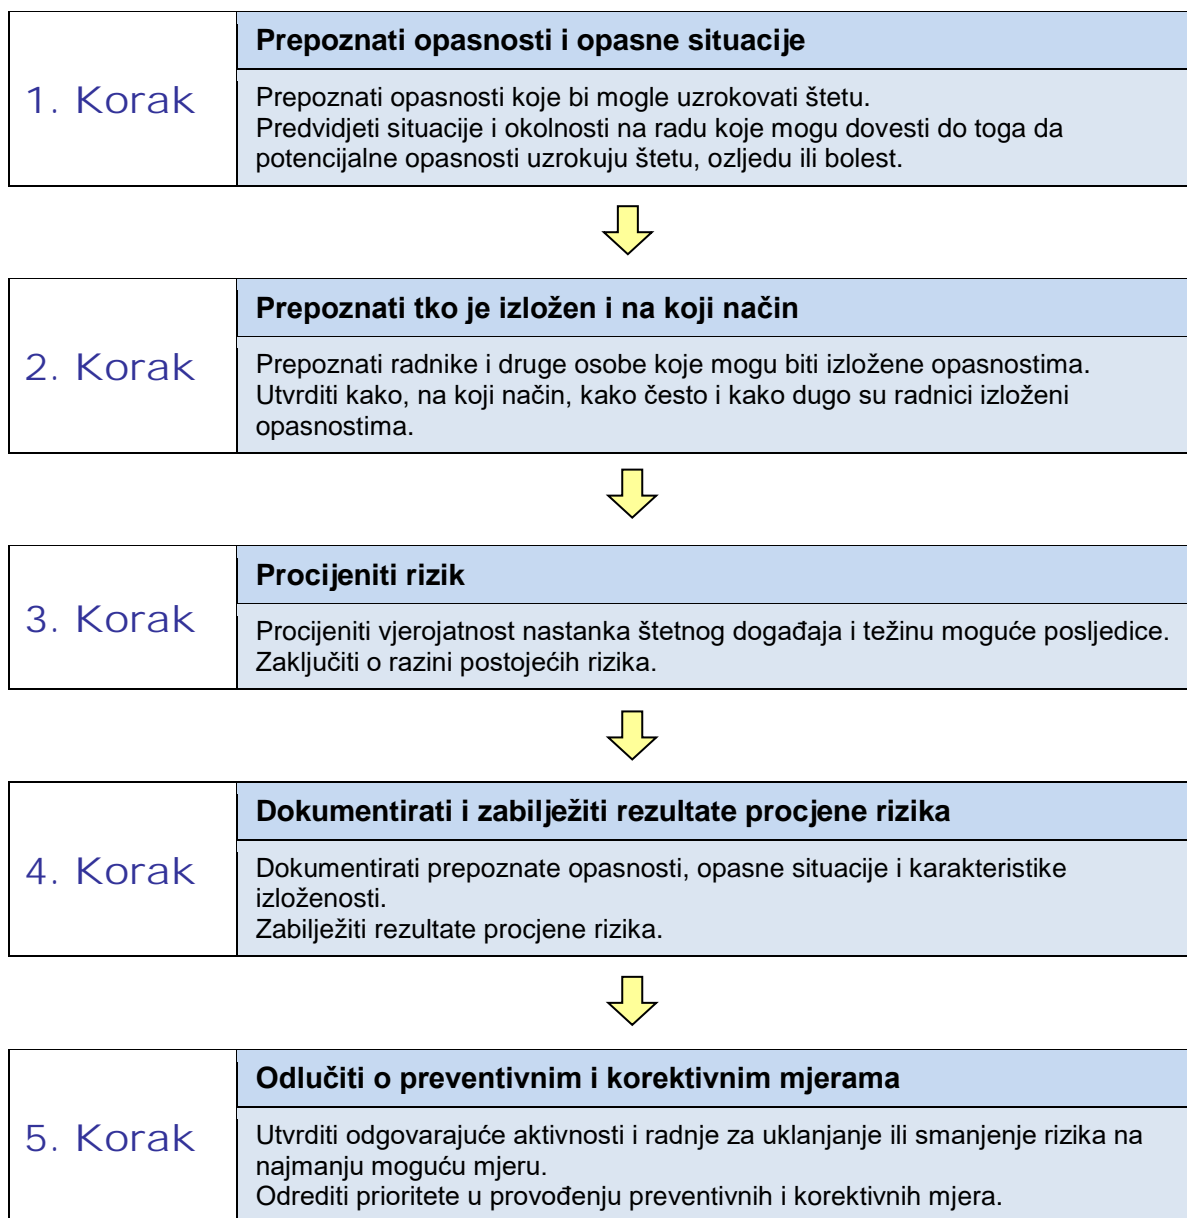 1. Korak
Prepoznati opasnosti i opasne situacije
Prepoznati opasnosti koje bi mogle uzrokovati štetu.
Predvidjeti situacije i okolnosti na radu koje mogu dovesti do toga da
potencijalne opasnosti uzrokuju štetu, ozljedu ili bolest.
2. Korak
Prepoznati tko je izložen i na koji način
Prepoznati radnike i druge osobe koje mogu biti izložene opasnostima.
Utvrditi kako, na koji način, kako često i kako dugo su radnici izloženi
opasnostima.
3. Korak
Procijeniti rizik
Procijeniti vjerojatnost nastanka štetnog događaja i težinu moguće posljedice.
Zaključiti o razini postojećih rizika.
4. Korak
Dokumentirati i zabilježiti rezultate procjene rizika
Dokumentirati prepoznate opasnosti, opasne situacije i karakteristike
izloženosti.
Zabilježiti rezultate procjene rizika.
5. Korak
Odlučiti o preventivnim i korektivnim mjerama
Utvrditi odgovarajuće aktivnosti i radnje za uklanjanje ili smanjenje rizika na
najmanju moguću mjeru.
Odrediti prioritete u provođenju preventivnih i korektivnih mjera.